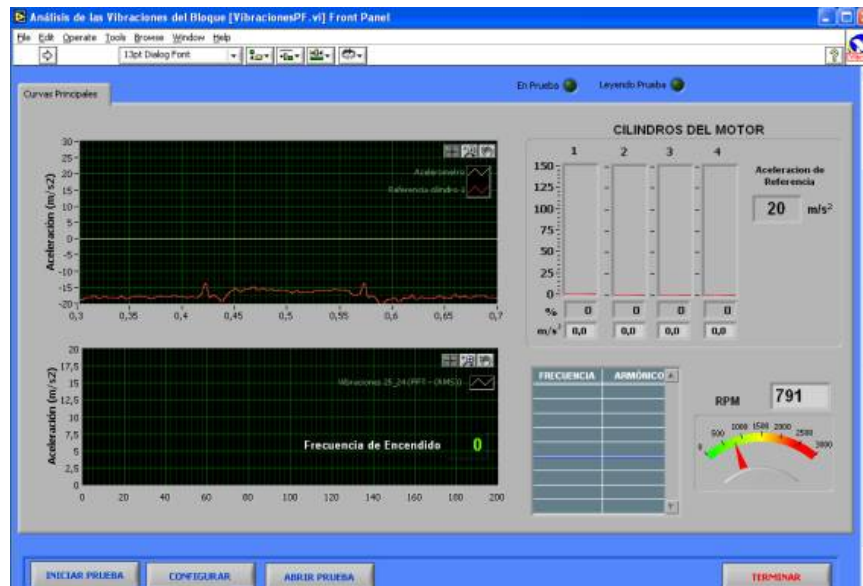 Análisis de las Vibraciones del Bloque [VibracionesPF.vi] Front Panel
File Edit Operate Tools Browse Window Help
13pt Dialog Font
En Prueba
Leyendo Prueba
Curvas Principales
Aceleración (m/s2)
30
25
20
15
10
5
0
-5
-10
-15
-20
0,3 0,35 0,4 0,45 0,5 0,55 0,6 0,65 0,7
Acelerometro
Referencia cilindro 1
CILINDROS DEL MOTOR
1 2 3 4
150
125
100
75
50
25
0
% 0 0 0 0
m/s² 0,0 0,0 0,0 0,0
Aceleracion de
Referencia
20 m/s²
Aceleración (m/s2)
20
17,5
15
12,5
10
7,5
5
2,5
0
0 20 40 60 80 100 120 140 160 180 200
Frecuencia de Encendido 0
FRECUENCIA ARMÓNICO
RPM 791
0 500 1000 1500 2000 2500 3000
INICIAR PRUEBA
CONFIGURAR
ABRIR PRUEBA
TERMINAR